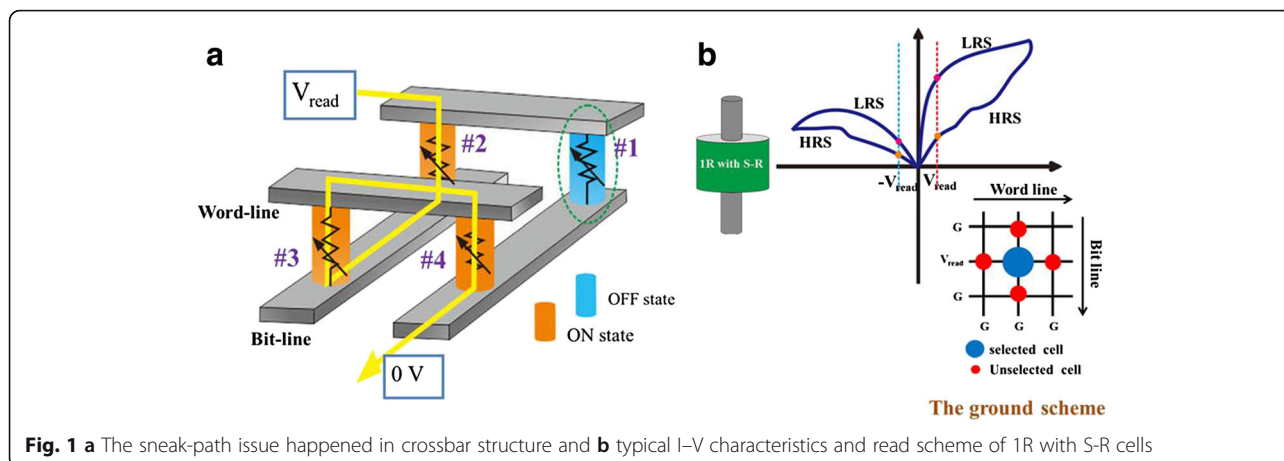 a
V_read
#2
#1
Word-line
#3
#4
Bit-line
0 V
OFF state
ON state
b
LRS
LRS
HRS
HRS
1R with S-R
-V_read
V_read
Word line
Bit line
G
V_read
G
G
G
G
selected cell
Unselected cell
The ground scheme
Fig. 1 a The sneak-path issue happened in crossbar structure and b typical I–V characteristics and read scheme of 1R with S-R cells